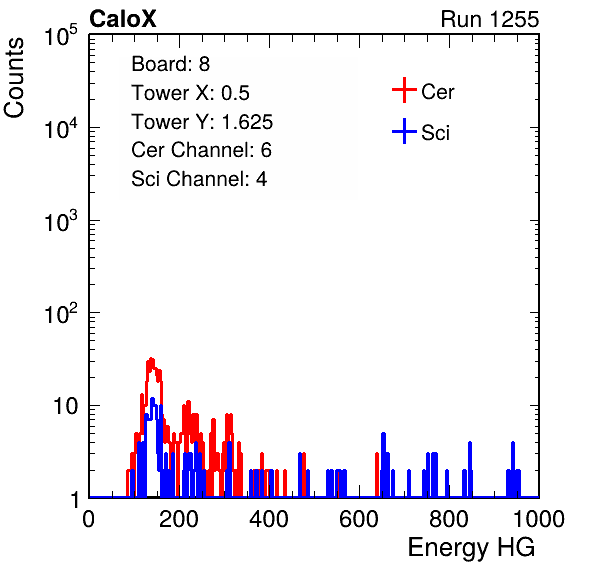 CaloX Run 1255
Board: 8
Tower X: 0.5
Tower Y: 1.625
Cer Channel: 6
Sci Channel: 4
Cer
Sci
Counts
10^5
10^4
10^3
10^2
10
1
0 200 400 600 800 1000
Energy HG